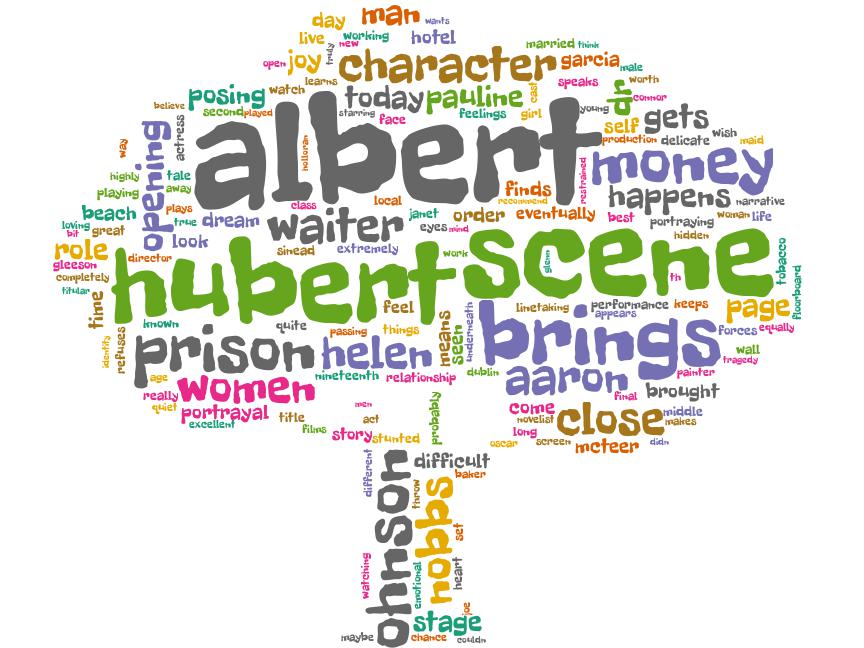 day man wants
live working hotel
new truly
open joy character married think
garcia male
learns
posing watch today pauline cast speaks up worth
believe second played starring feelings girl young connor
albert
face self gets
way opening actress holloran production delicate wish maid
money
highly tale restrained
playing away finds happens narrative
class local recommend
beach plays dream waiter janet order eventually best portraying woman life
loving true eyes mind hidden
bit great look sinead extremely
role director hubert work scene glenn tobacco
gleeson
completely th floorboard
titular
time feel underneath linetaking performance keeps page
known quite passing things means seen appears forces equally
identity refuses prison helen brings wall
tragedy
age nineteenth relationship dublin aaron painter
really women final brought
quiet portrayal title men come close middle
excellent act probably novelist makes
films story stunted long
oscar screen mcteer didn
different ohnson difficult
throw nobbs baker
set
watching emotional heart
joe
stage
maybe chance couldn